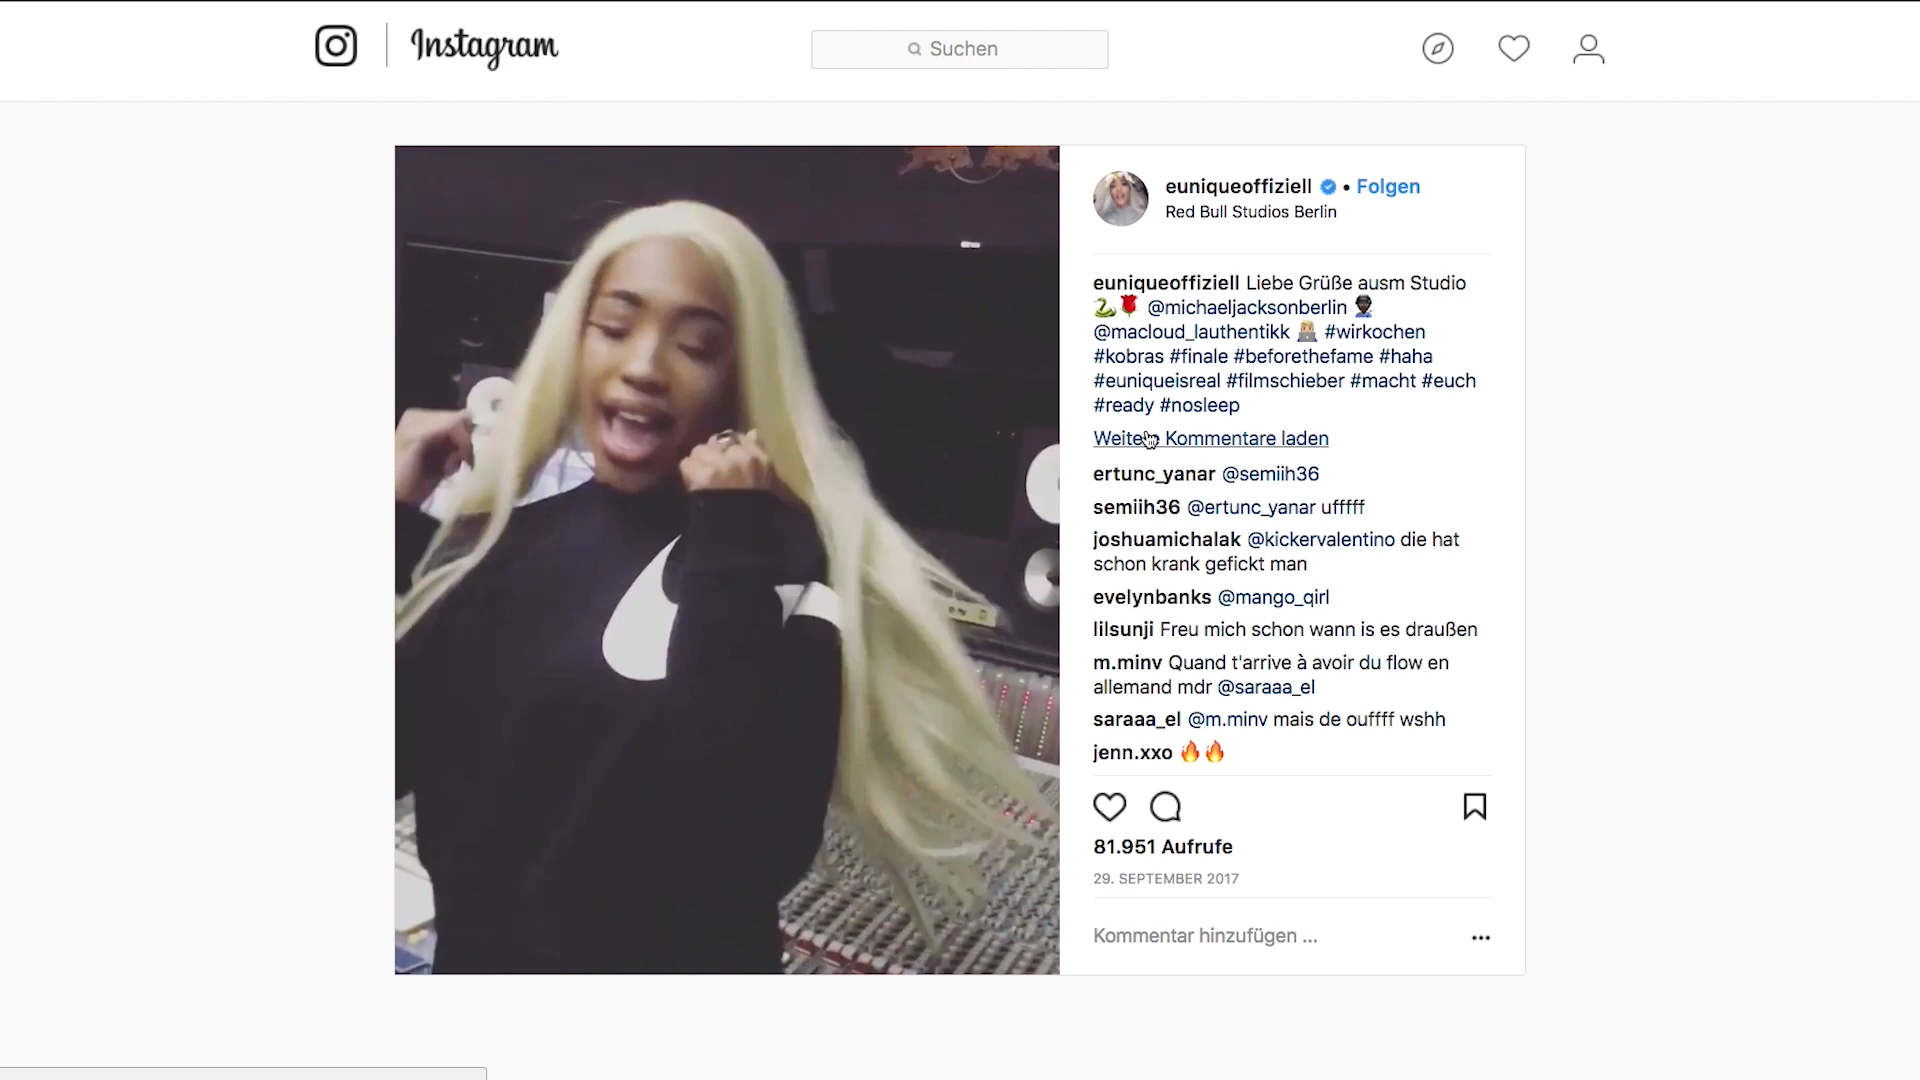 Instagram
Suchen
euniqueoffiziell • Folgen
Red Bull Studios Berlin
euniqueoffiziell Liebe Grüße ausm Studio
🐍🌹 @michaeljacksonberlin
@macloud_lauthentikk #wirkochen
#kobras #finale #beforethefame #haha
#euniqueisreal #filmschieber #macht #euch
#ready #nosleep
Weitere Kommentare laden
ertunc_yanar @semiih36
semiih36 @ertunc_yanar ufffff
joshuamichalak @kickervalentino die hat
schon krank gefickt man
evelynbanks @mango_qirl
lilsunji Freu mich schon wann is es draußen
m.minv Quand t'arrive à avoir du flow en
allemand mdr @saraaa_el
saraaa_el @m.minv mais de ouffff wshh
jenn.xxo 🔥🔥
81.951 Aufrufe
29. SEPTEMBER 2017
Kommentar hinzufügen ...